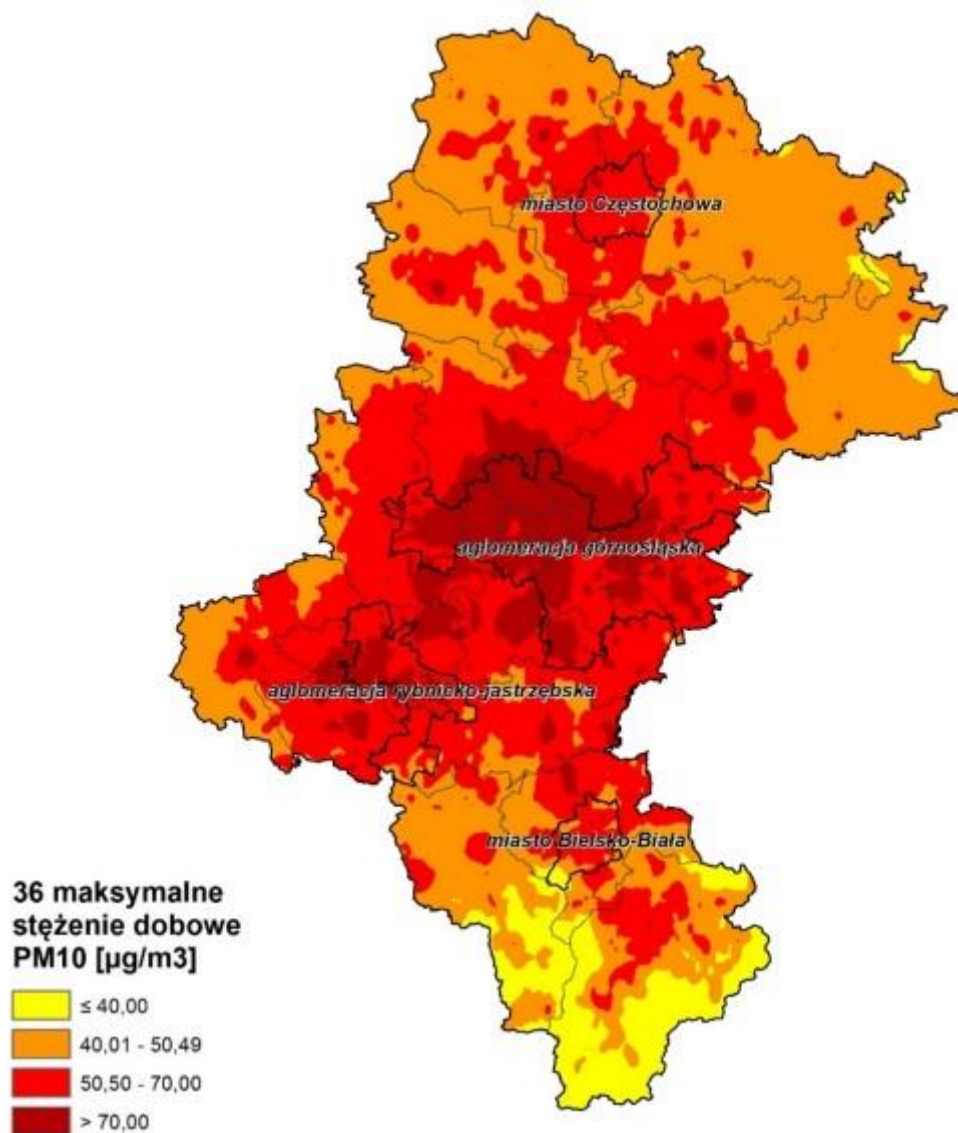 miasto Częstochowa
aglomeracja górnośląska
aglomeracja rybnicko-jastrzębska
miasto Bielsko-Biała
36 maksymalne
stężenie dobowe
PM10 [µg/m3]
≤ 40,00
40,01 - 50,49
50,50 - 70,00
> 70,00